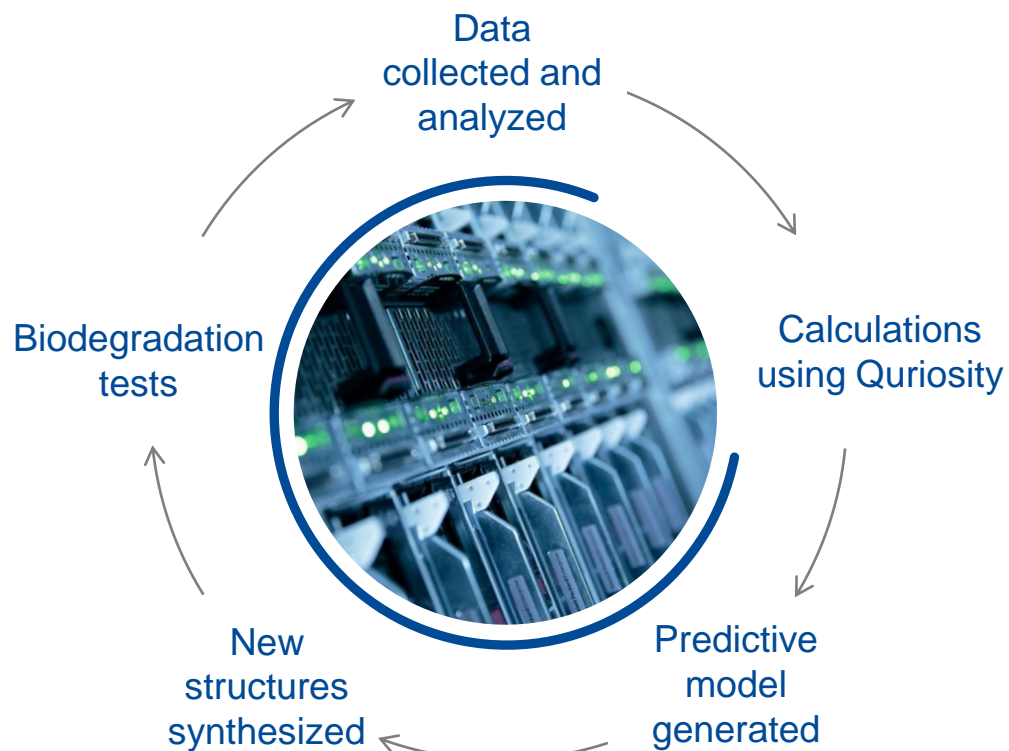 Data
collected and
analyzed
Calculations
using Quriosity
Predictive
model
generated
New
structures
synthesized
Biodegradation
tests